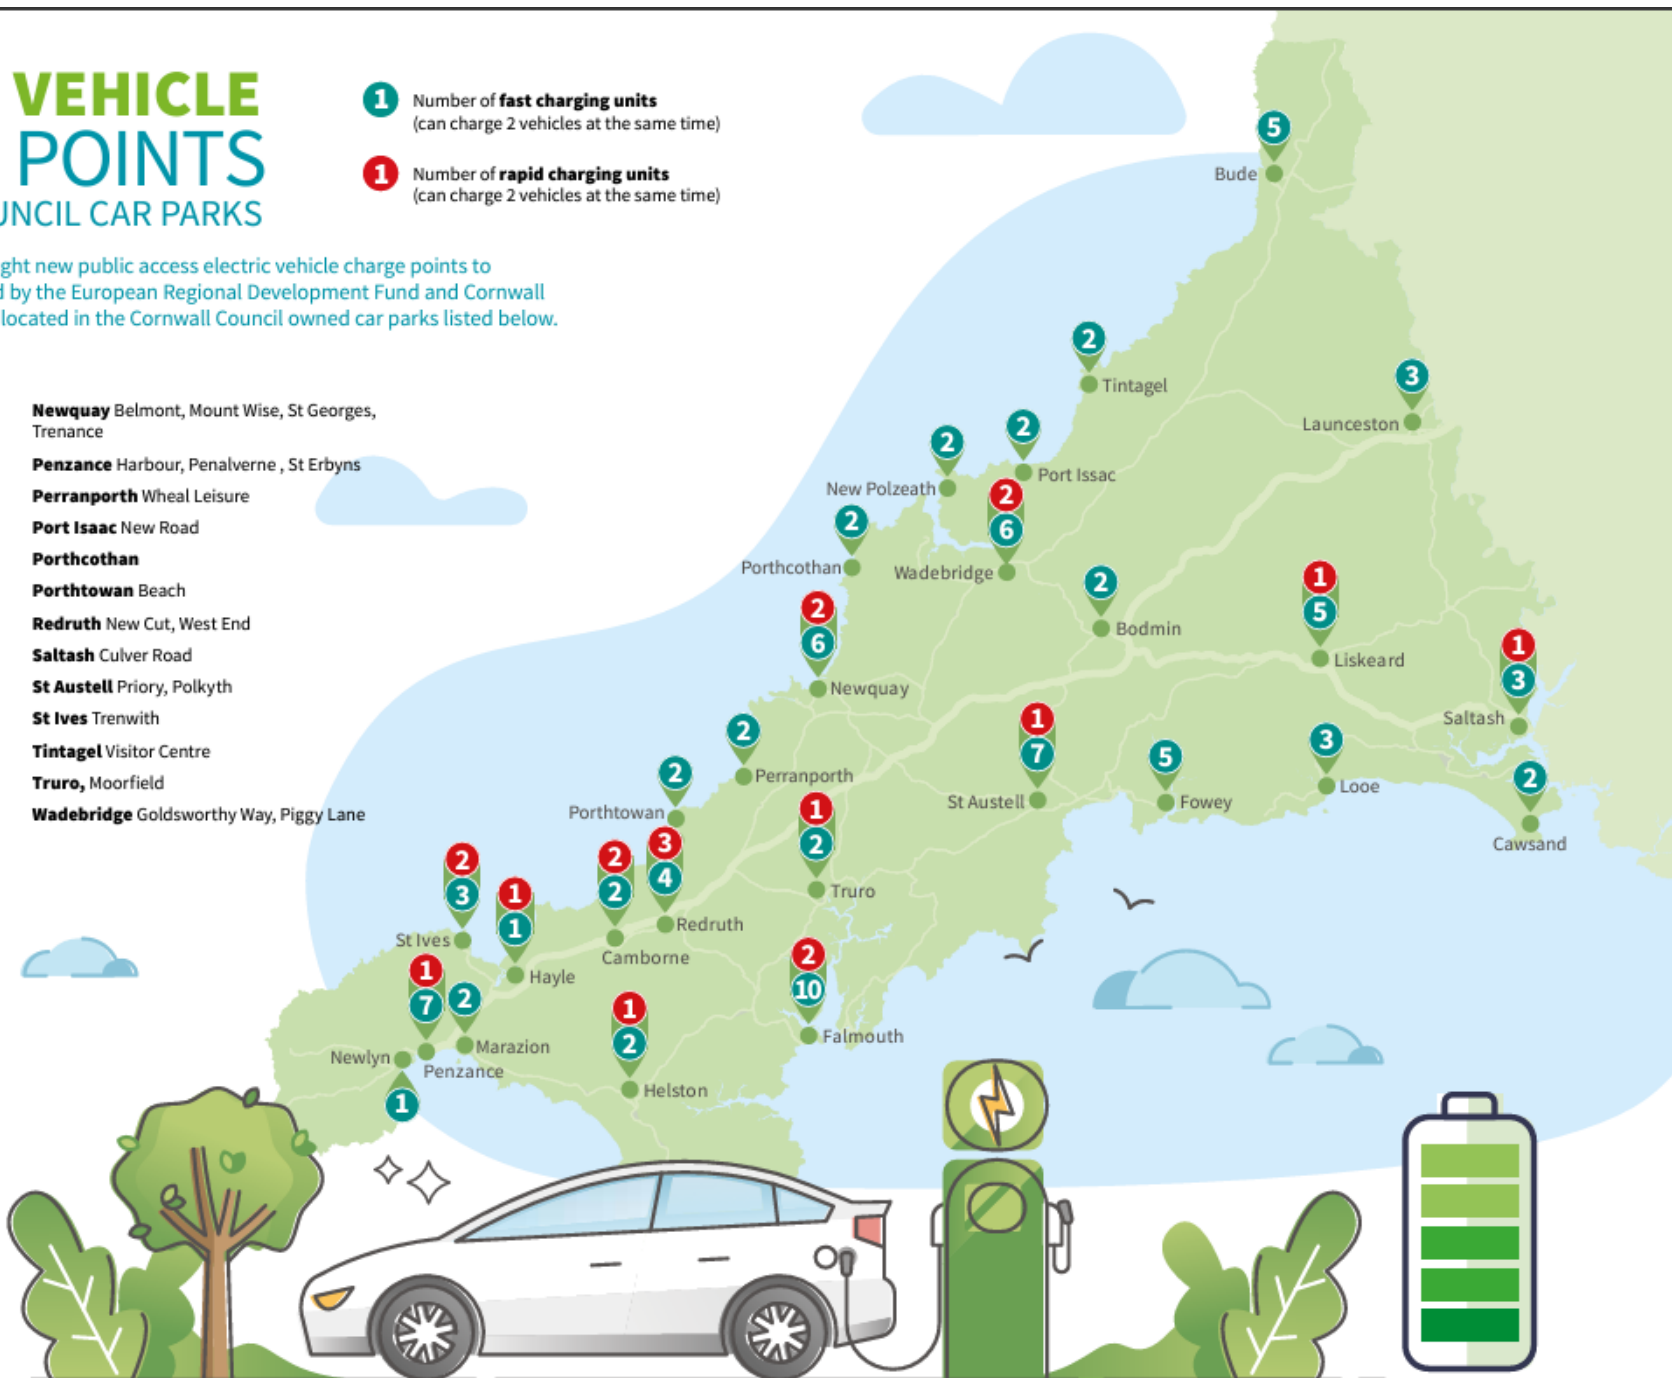 VEHICLE
POINTS
UNCIL CAR PARKS
ght new public access electric vehicle charge points to
d by the European Regional Development Fund and Cornwall
located in the Cornwall Council owned car parks listed below.
1 Number of fast charging units
(can charge 2 vehicles at the same time)
1 Number of rapid charging units
(can charge 2 vehicles at the same time)
Newquay Belmont, Mount Wise, St Georges,
Trenance
Penzance Harbour, Penalverne , St Erbyns
Perranporth Wheal Leisure
Port Isaac New Road
Porthcothan
Porthtowan Beach
Redruth New Cut, West End
Saltash Culver Road
St Austell Priory, Polkyth
St Ives Trenwith
Tintagel Visitor Centre
Truro, Moorfield
Wadebridge Goldsworthy Way, Piggy Lane
5
Bude
2
Tintagel
3
Launceston
2
Port Issac
2
New Polzeath
2
6
Wadebridge
2
Porthcothan
2
Bodmin
1
5
Liskeard
2
6
Newquay
1
3
Saltash
1
7
St Austell
5
Fowey
3
Looe
2
Cawsand
2
Perranporth
2
Porthtowan
1
2
Truro
3
4
Redruth
2
2
Camborne
2
3
St Ives
1
1
Hayle
2
10
Falmouth
1
7
Penzance
2
Marazion
1
2
Helston
Newlyn
1